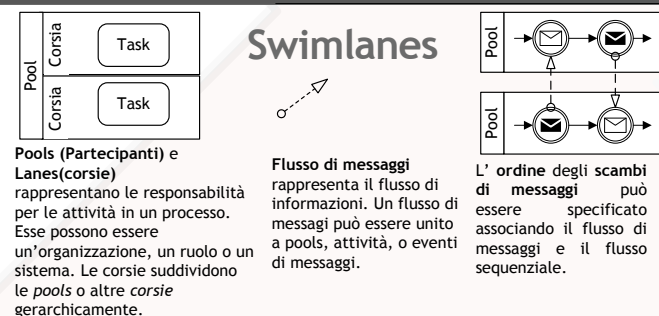 Swimlanes
Pool
Corsia
Task
Corsia
Task
Pools (Partecipanti) e
Lanes(corsie)
rappresentano le responsabilità
per le attività in un processo.
Esse possono essere
un'organizzazione, un ruolo o un
sistema. Le corsie suddividono
le pools o altre corsie
gerarchicamente.
Flusso di messaggi
rappresenta il flusso di
informazioni. Un flusso di
messagi può essere unito
a pools, attività, o eventi
di messaggi.
Pool
Pool
L' ordine degli scambi
di messaggi può
essere specificato
associando il flusso di
messaggi e il flusso
sequenziale.